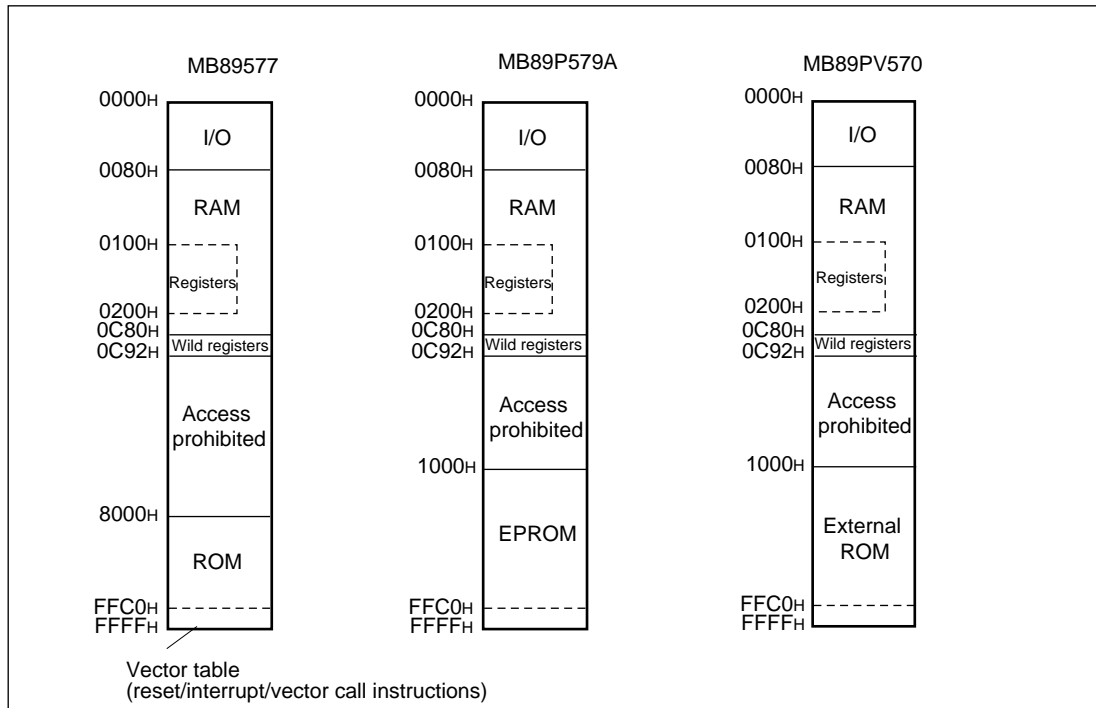 MB89577
0000H
I/O
0080H
RAM
0100H
Registers
0200H
0C80H
Wild registers
0C92H
Access
prohibited
8000H
ROM
FFC0H
FFFFH
Vector table
(reset/interrupt/vector call instructions)
MB89P579A
0000H
I/O
0080H
RAM
0100H
Registers
0200H
0C80H
Wild registers
0C92H
Access
prohibited
1000H
EPROM
FFC0H
FFFFH
MB89PV570
0000H
I/O
0080H
RAM
0100H
Registers
0200H
0C80H
Wild registers
0C92H
Access
prohibited
1000H
External
ROM
FFC0H
FFFFH